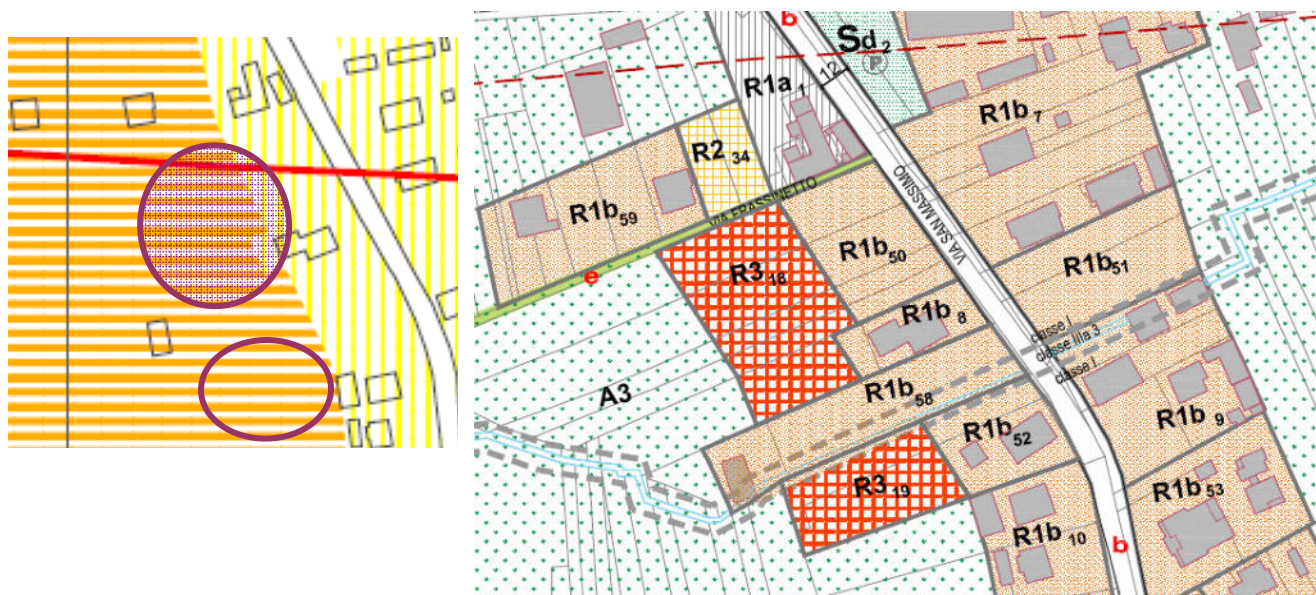 b
Sd 2
P
12
R1a 1
R1b 7
R2 34
VIA FRASSINETTO
R1b 59
VIA SAN MASSIMO
R1b 50
R1b 51
e
R3 18
R1b 8
classe I
classe IIIa 3
classe I
A3
R1b 58
R1b 52
R1b 9
R3 19
R1b 53
R1b 10
b